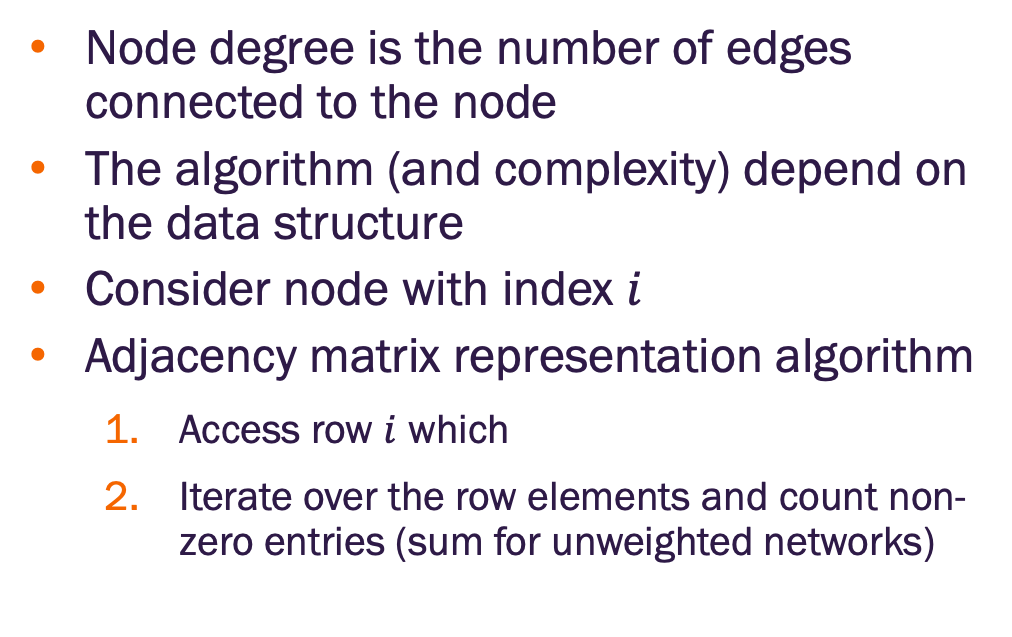 • Node degree is the number of edges
connected to the node
• The algorithm (and complexity) depend on
the data structure
• Consider node with index i
• Adjacency matrix representation algorithm
1. Access row i which
2. Iterate over the row elements and count non-
zero entries (sum for unweighted networks)